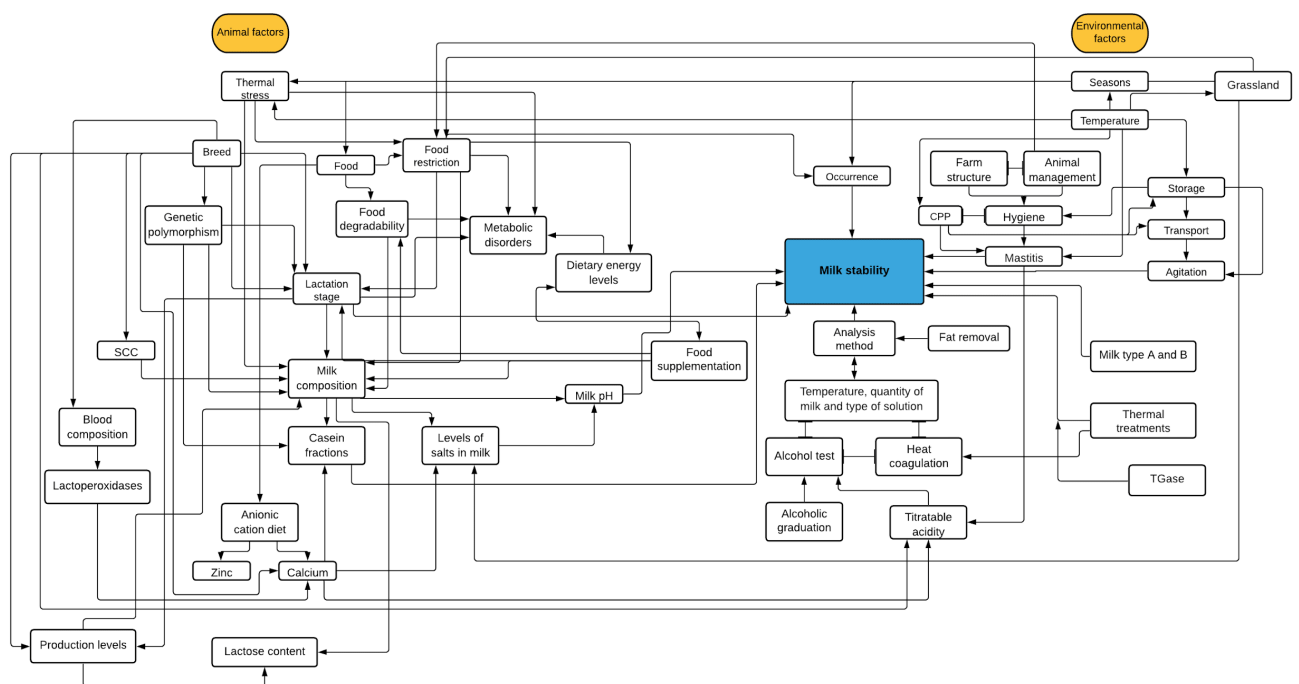 Animal factors
Environmental
factors
Thermal
stress
Seasons
Grassland
Temperature
Breed
Food
Food
restriction
Occurrence
Farm
structure
Animal
management
Storage
Genetic
polymorphism
Food
degradability
Metabolic
disorders
CPP
Hygiene
Transport
Mastitis
Agitation
Dietary energy
levels
Milk stability
Lactation
stage
SCC
Milk
composition
Food
supplementation
Analysis
method
Fat removal
Milk type A and B
Milk pH
Temperature, quantity of
milk and type of solution
Blood
composition
Casein
fractions
Levels of
salts in milk
Alcohol test
Heat
coagulation
Thermal
treatments
Lactoperoxidases
TGase
Anionic
cation diet
Alcoholic
graduation
Titratable
acidity
Zinc
Calcium
Production levels
Lactose content